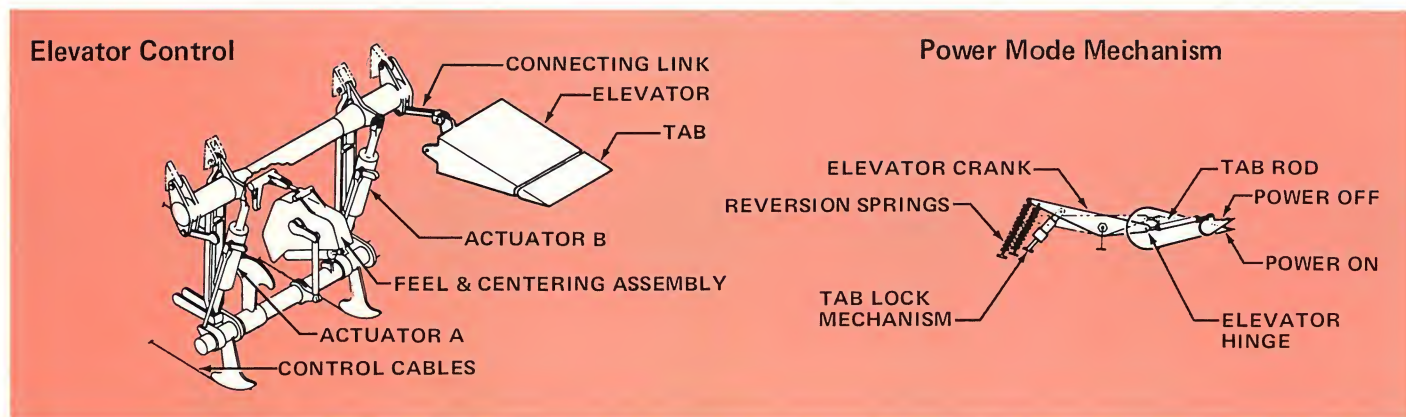 Elevator Control
CONNECTING LINK
ELEVATOR
TAB
ACTUATOR B
FEEL & CENTERING ASSEMBLY
ACTUATOR A
CONTROL CABLES
Power Mode Mechanism
ELEVATOR CRANK
TAB ROD
REVERSION SPRINGS
POWER OFF
POWER ON
TAB LOCK
MECHANISM
ELEVATOR
HINGE